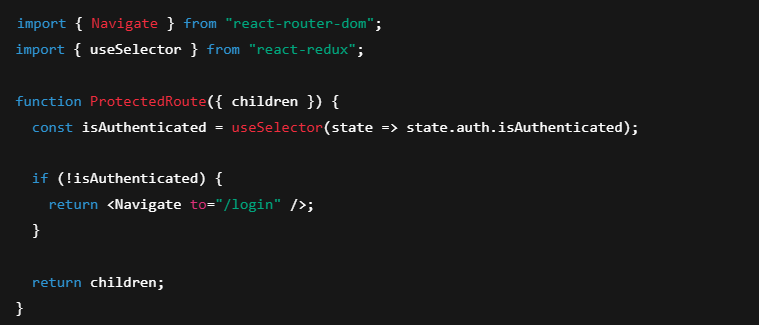 import { Navigate } from "react-router-dom";
import { useSelector } from "react-redux";

function ProtectedRoute({ children }) {
  const isAuthenticated = useSelector(state => state.auth.isAuthenticated);

  if (!isAuthenticated) {
    return <Navigate to="/login" />;
  }

  return children;
}